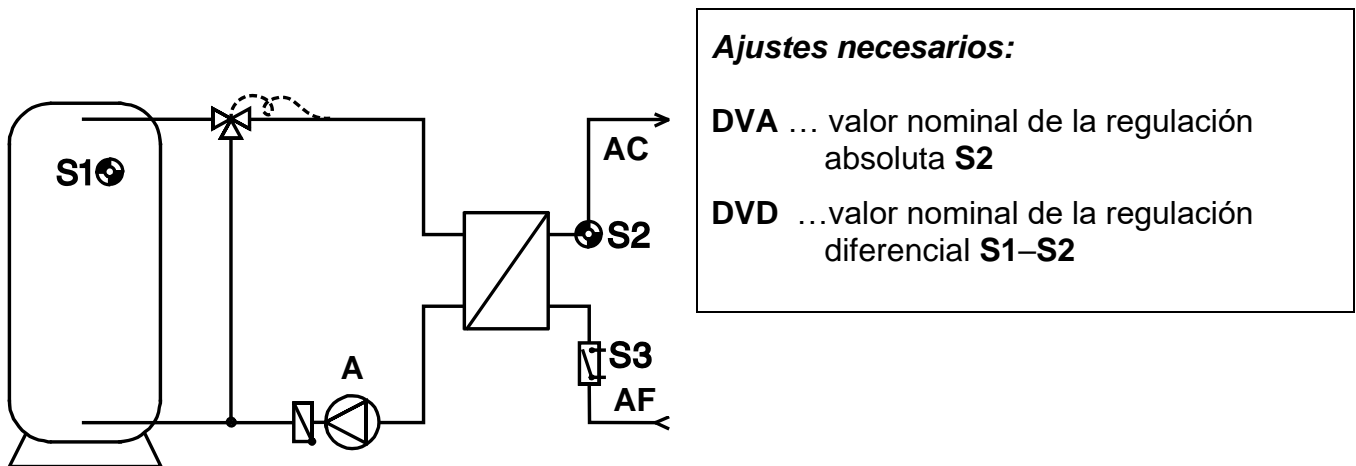 S1
AC
S2
S3
A
AF
Ajustes necesarios:
DVA … valor nominal de la regulación
absoluta S2
DVD …valor nominal de la regulación
diferencial S1–S2